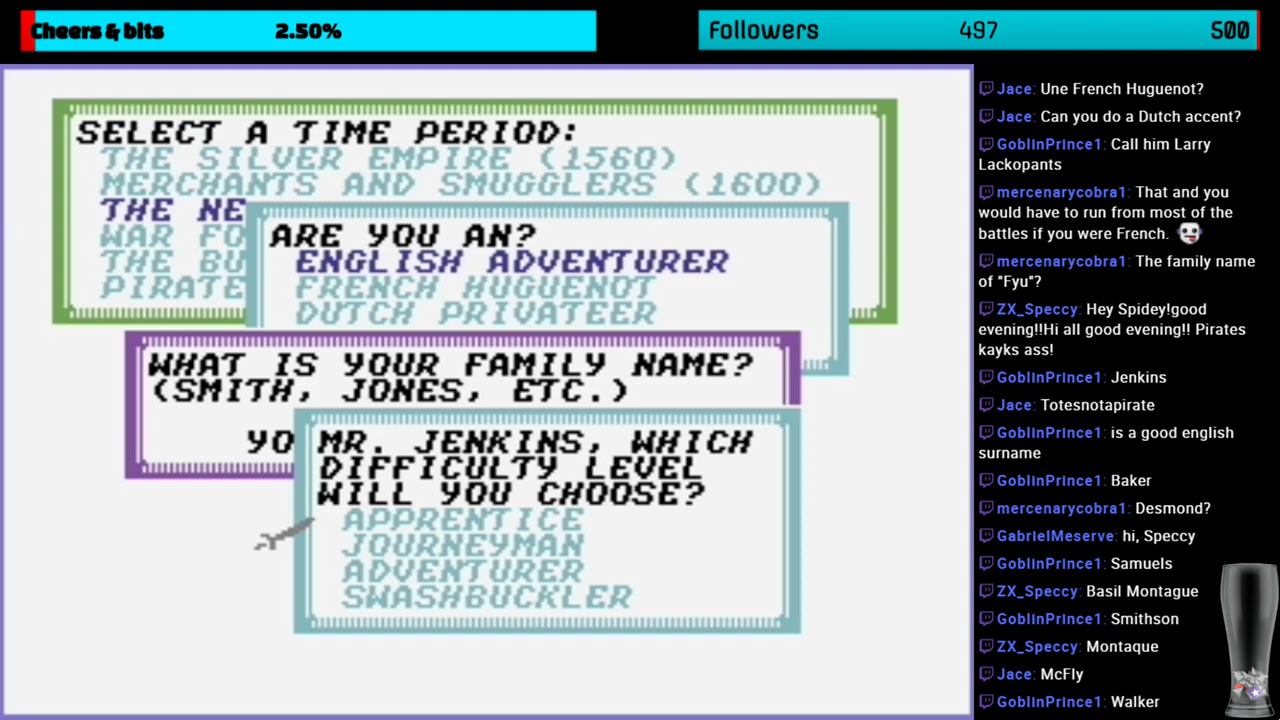 Cheers & bits 2.50%
Followers 497 500
SELECT A TIME PERIOD:
THE SILVER EMPIRE (1560)
MERCHANTS AND SMUGGLERS (1600)
THE NE
WAR FO
THE BU
PIRATE
ARE YOU AN?
ENGLISH ADVENTURER
FRENCH HUGUENOT
DUTCH PRIVATEER
WHAT IS YOUR FAMILY NAME?
(SMITH, JONES, ETC.)
YO
MR. JENKINS, WHICH
DIFFICULTY LEVEL
WILL YOU CHOOSE?
APPRENTICE
JOURNEYMAN
ADVENTURER
SWASHBUCKLER
Jace: Une French Huguenot?
Jace: Can you do a Dutch accent?
GoblinPrince1: Call him Larry
Lackopants
mercenarycobra1: That and you
would have to run from most of the
battles if you were French.
mercenarycobra1: The family name
of "Fyu"?
ZX_Speccy: Hey Spidey!good
evening!!Hi all good evening!! Pirates
kayks ass!
GoblinPrince1: Jenkins
Jace: Totesnotapirate
GoblinPrince1: is a good english
surname
GoblinPrince1: Baker
mercenarycobra1: Desmond?
GabrielMeserve: hi, Speccy
GoblinPrince1: Samuels
ZX_Speccy: Basil Montague
GoblinPrince1: Smithson
ZX_Speccy: Montaque
Jace: McFly
GoblinPrince1: Walker